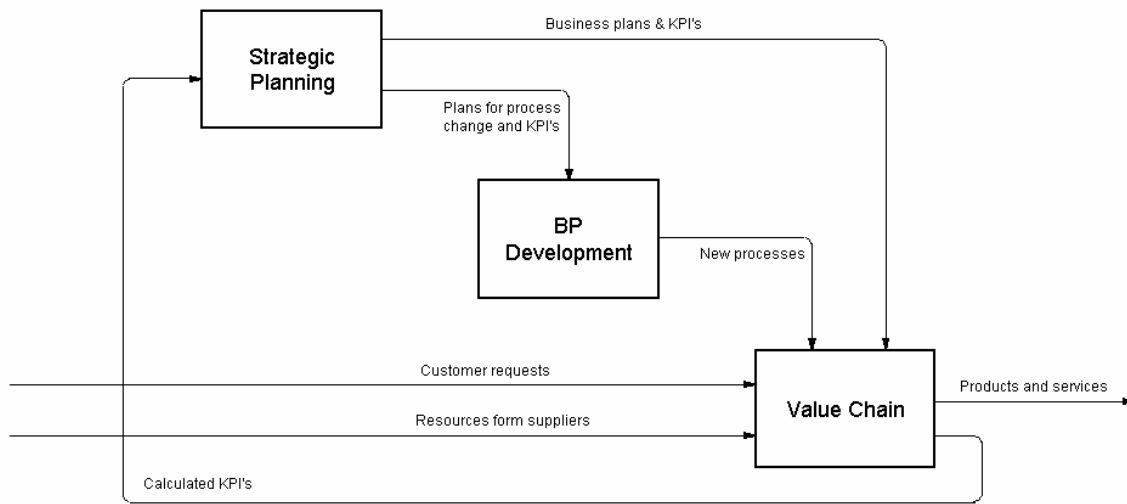 Business plans & KPI's
Strategic
Planning
Plans for process
change and KPI's
BP
Development
New processes
Customer requests
Value Chain
Products and services
Resources form suppliers
Calculated KPI's